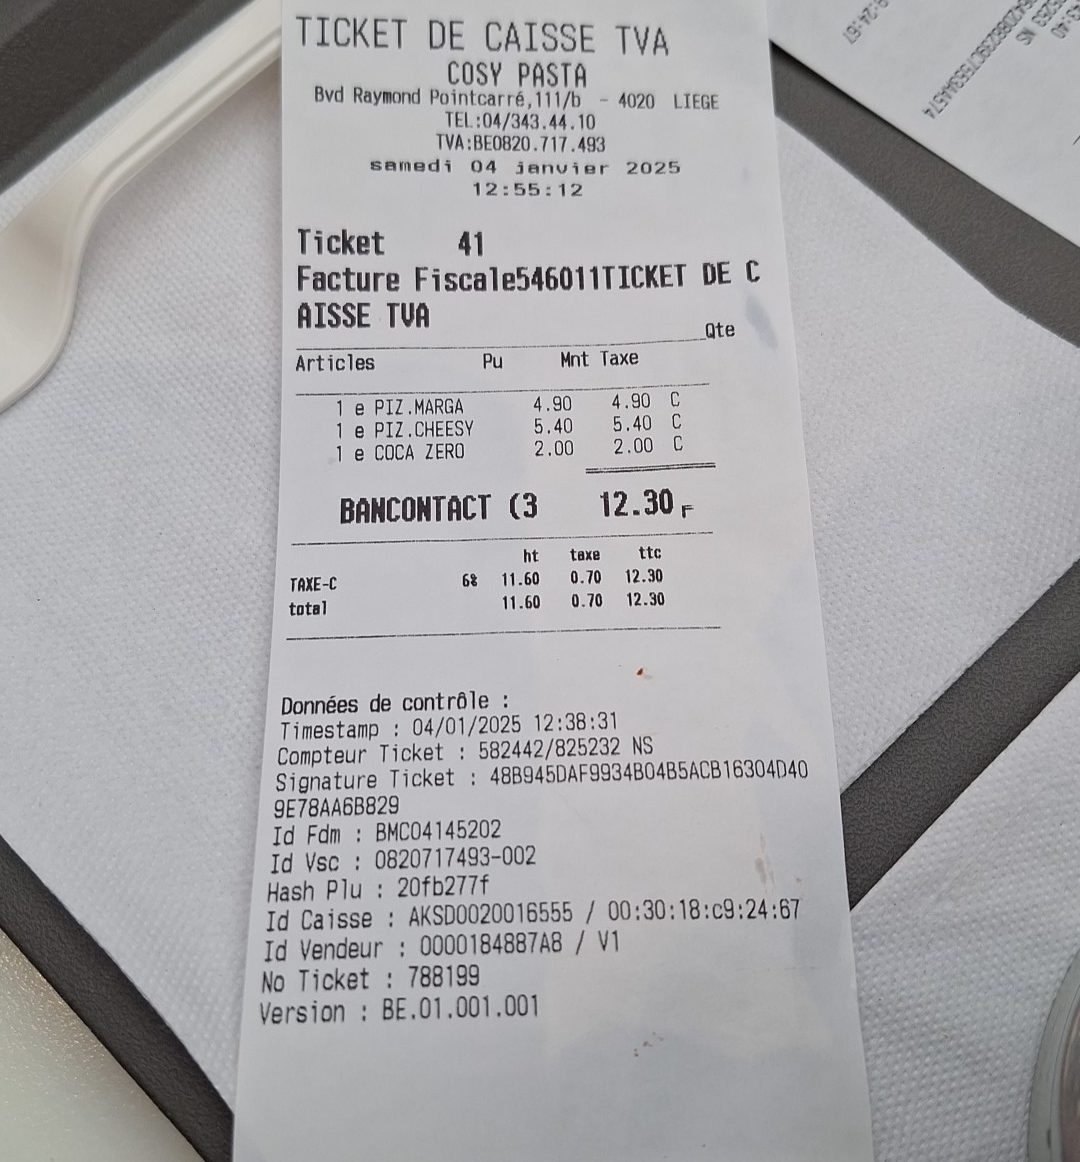 TICKET DE CAISSE TVA
COSY PASTA
Bvd Raymond Pointcarré,111/b - 4020 LIEGE
TEL:04/343.44.10
TVA:BE0820.717.493
samedi 04 janvier 2025
12:55:12
Ticket 41
Facture Fiscale546011TICKET DE C
AISSE TVA
Qte
Articles Pu Mnt Taxe
1 e PIZ.MARGA 4.90 4.90 C
1 e PIZ.CHEESY 5.40 5.40 C
1 e COCA ZERO 2.00 2.00 C
BANCONTACT (3 12.30 F
ht taxe ttc
TAXE-C 6% 11.60 0.70 12.30
total 11.60 0.70 12.30
Données de contrôle :
Timestamp : 04/01/2025 12:38:31
Compteur Ticket : 582442/825232 NS
Signature Ticket : 48B945DAF9934B04B5ACB16304D40
9E78AA6B829
Id Fdm : BMC04145202
Id Vsc : 0820717493-002
Hash Plu : 20fb277f
Id Caisse : AKSD0020016555 / 00:30:18:c9:24:67
Id Vendeur : 0000184887A8 / V1
No Ticket : 788199
Version : BE.01.001.001